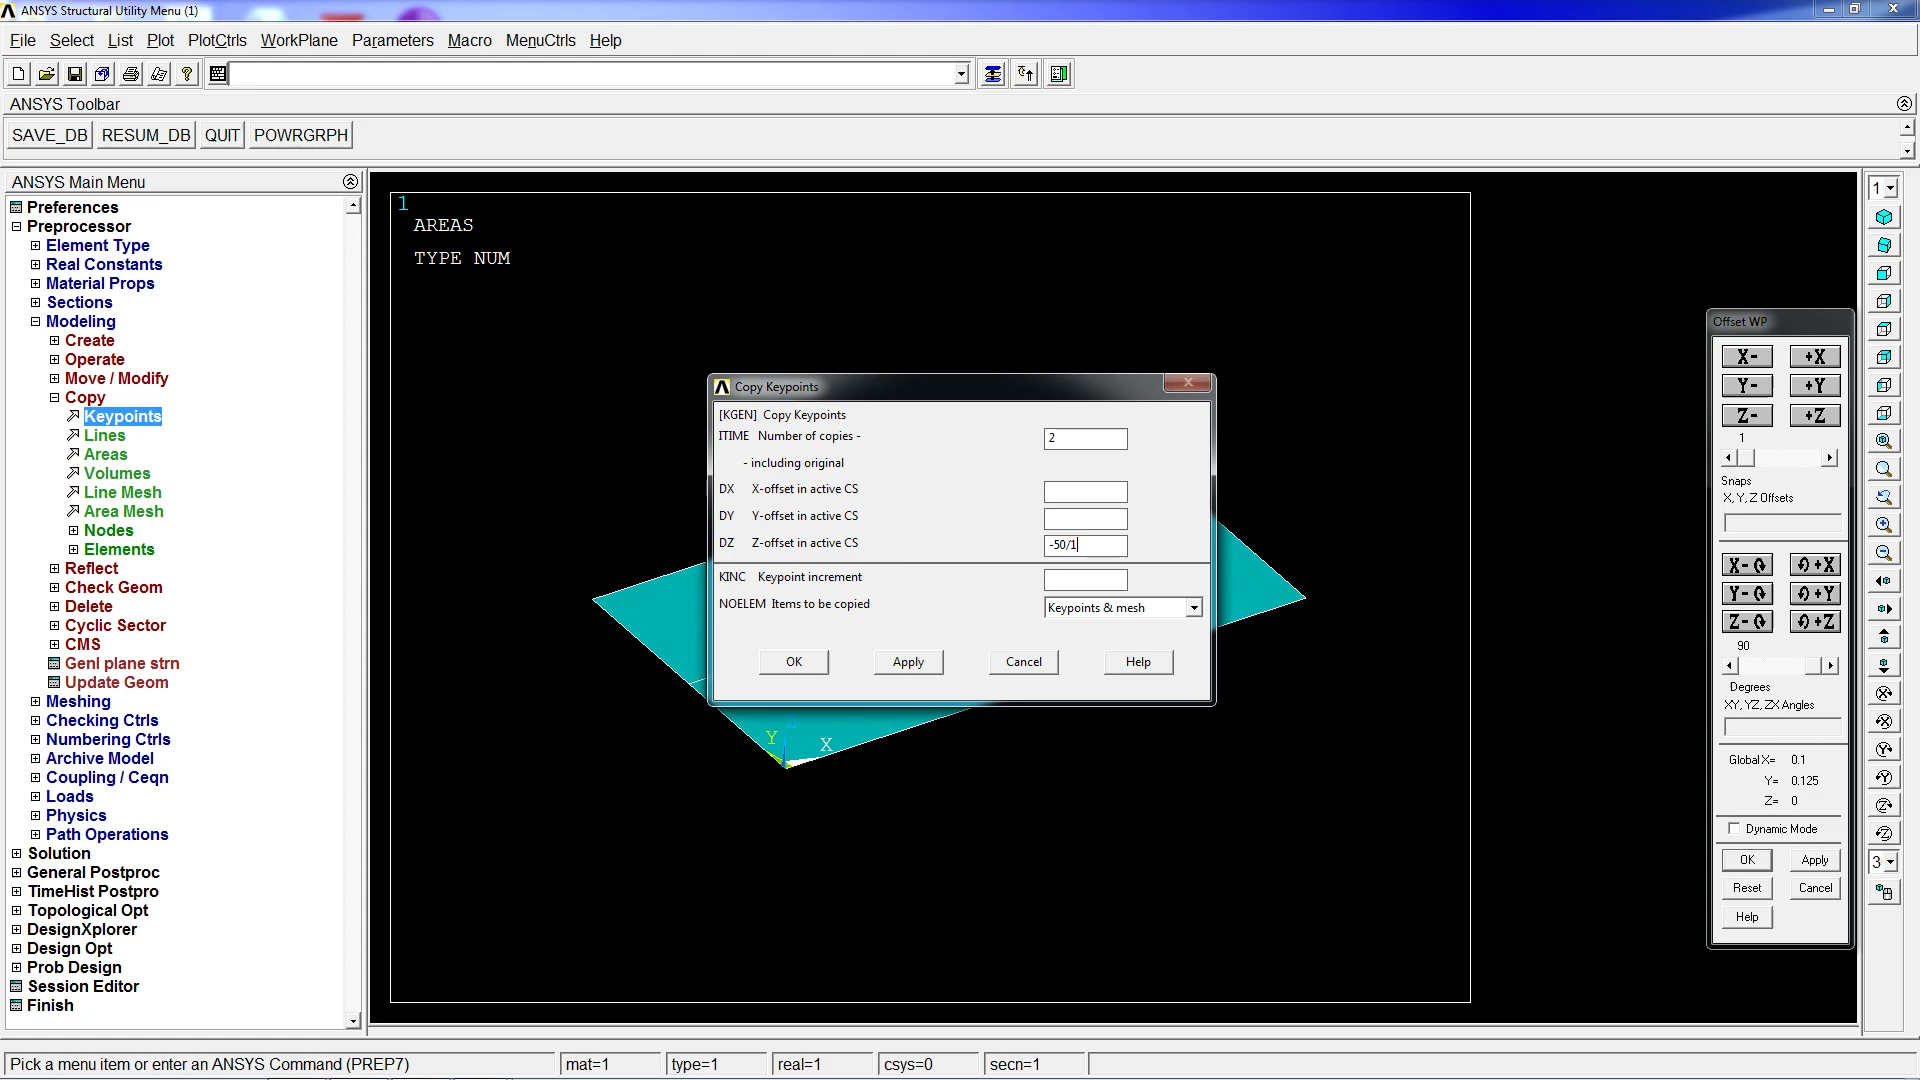 ANSYS Structural Utility Menu (1)
File Select List Plot PlotCtrls WorkPlane Parameters Macro MenuCtrls Help
ANSYS Toolbar
SAVE_DB RESUM_DB QUIT POWRGRPH
ANSYS Main Menu
Preferences
Preprocessor
Element Type
Real Constants
Material Props
Sections
Modeling
Create
Operate
Move / Modify
Copy
Keypoints
Lines
Areas
Volumes
Line Mesh
Area Mesh
Nodes
Elements
Reflect
Check Geom
Delete
Cyclic Sector
CMS
Genl plane strn
Update Geom
Meshing
Checking Ctrls
Numbering Ctrls
Archive Model
Coupling / Ceqn
Loads
Physics
Path Operations
Solution
General Postproc
TimeHist Postpro
Topological Opt
DesignXplorer
Design Opt
Prob Design
Session Editor
Finish
1
AREAS
TYPE NUM
Y
X
Copy Keypoints
[KGEN] Copy Keypoints
ITIME Number of copies - 2
- including original
DX X-offset in active CS
DY Y-offset in active CS
DZ Z-offset in active CS -50/1
KINC Keypoint increment
NOELEM Items to be copied Keypoints & mesh
OK Apply Cancel Help
Offset WP
X- +X
Y- +Y
Z- +Z
1
Snaps
X, Y, Z Offsets
X- +X
Y- +Y
Z- +Z
90
Degrees
XY, YZ, ZX Angles
Global X= 0.1
Y= 0.125
Z= 0
Dynamic Mode
OK Apply
Reset Cancel
Help
1
3
Pick a menu item or enter an ANSYS Command (PREP7) mat=1 type=1 real=1 csys=0 secn=1